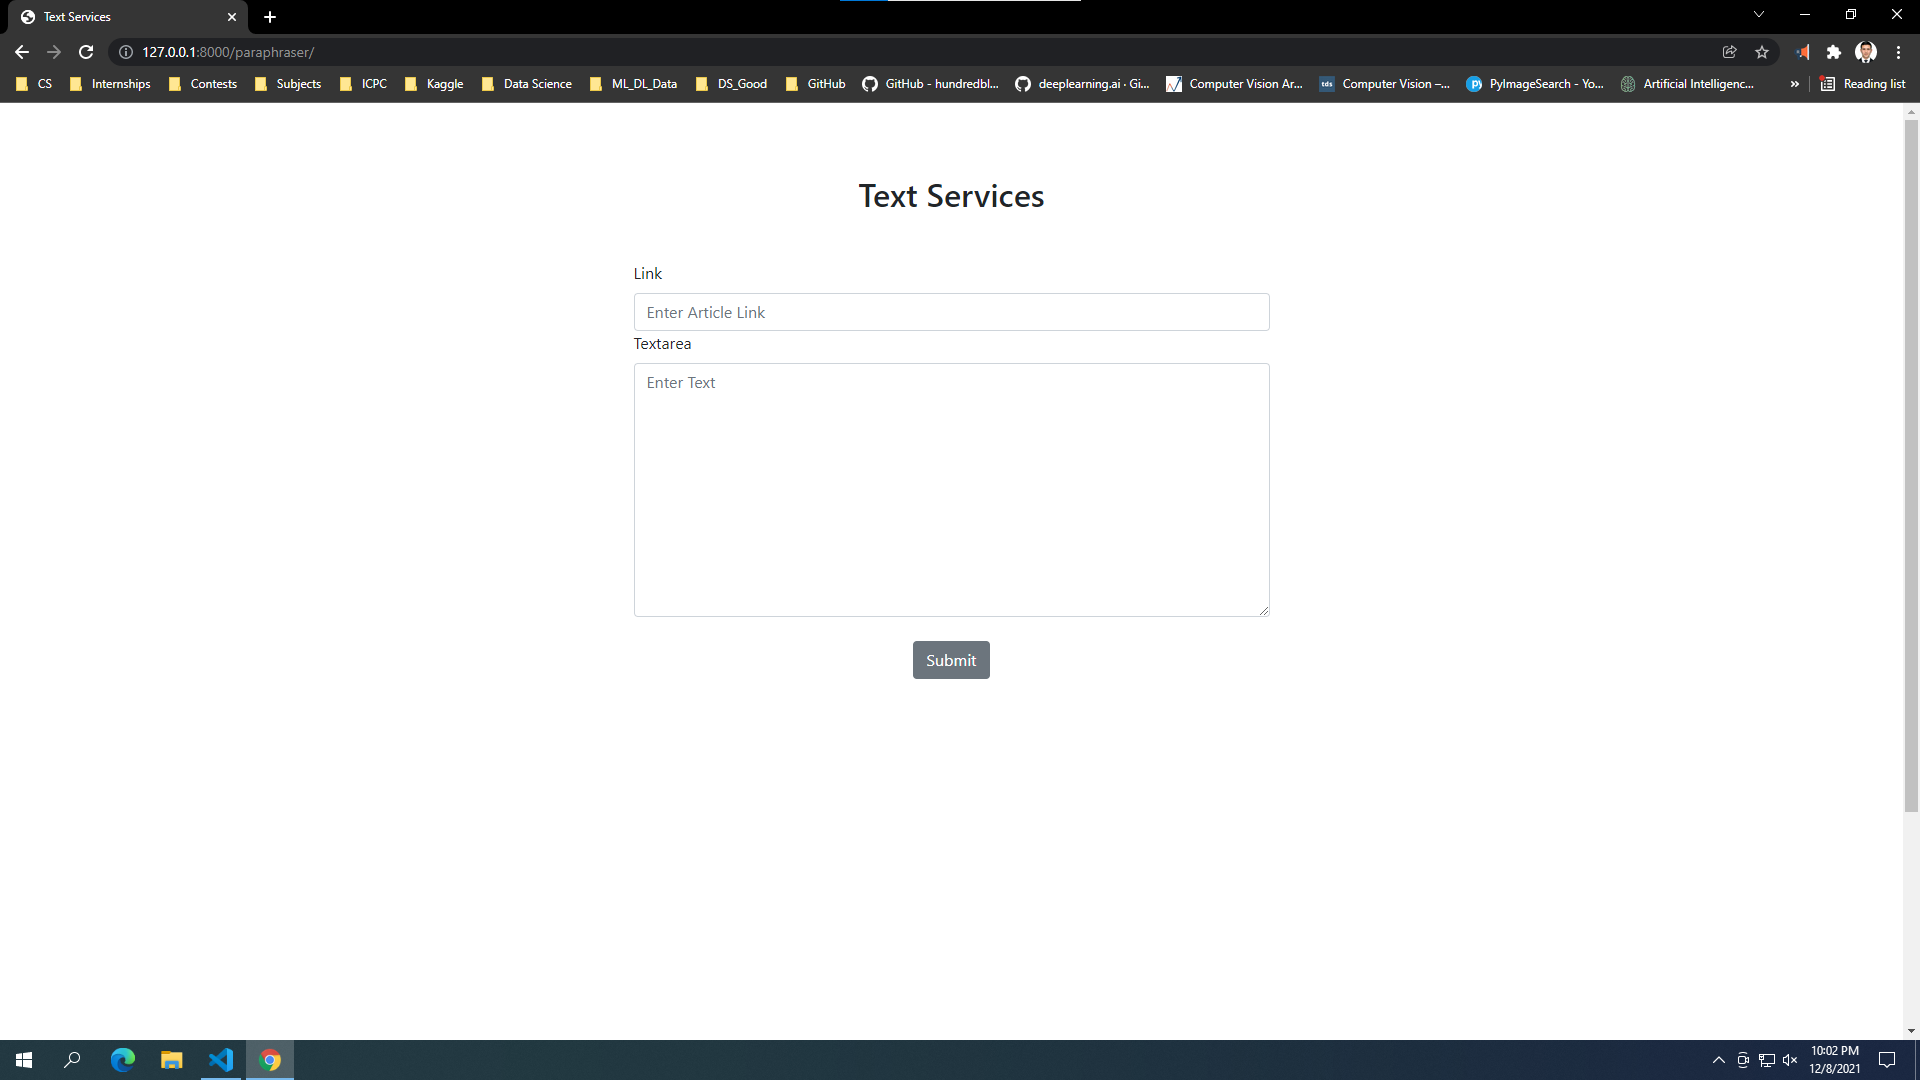 Text Services
127.0.0.1:8000/paraphraser/
CS
Internships
Contests
Subjects
ICPC
Kaggle
Data Science
ML_DL_Data
DS_Good
GitHub
GitHub - hundredbl...
deeplearning.ai · Gi...
Computer Vision Ar...
tds
Computer Vision –...
PyImageSearch - Yo...
Artificial Intelligenc...
»
Reading list
Text Services
Link
Enter Article Link
Textarea
Enter Text
Submit
10:02 PM
12/8/2021